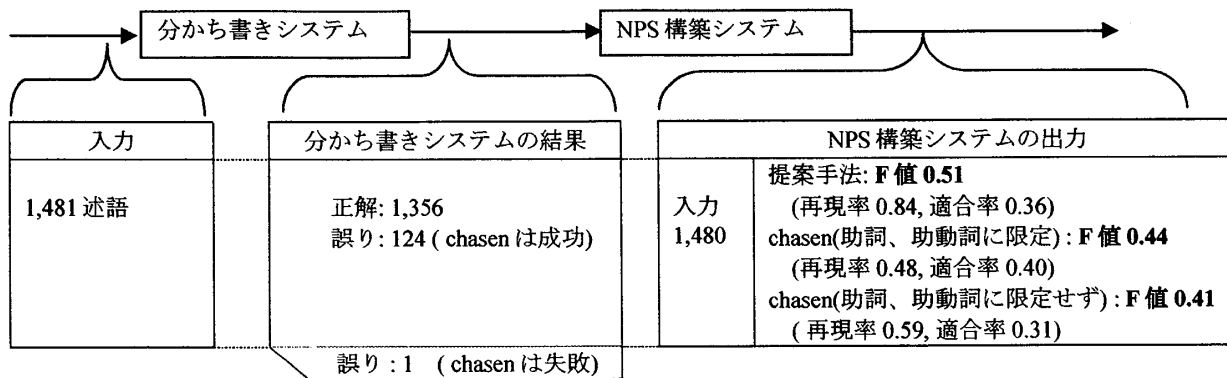 分かち書きシステム
NPS 構築システム
入力
1,481 述語
分かち書きシステムの結果
正解: 1,356
誤り: 124 ( chasen は成功)
誤り : 1 ( chasen は失敗)
NPS 構築システムの出力
入力
1,480
提案手法: F 値 0.51
(再現率 0.84, 適合率 0.36)
chasen(助詞、助動詞に限定) : F 値 0.44
(再現率 0.48, 適合率 0.40)
chasen(助詞、助動詞に限定せず) : F 値 0.41
( 再現率 0.59, 適合率 0.31)